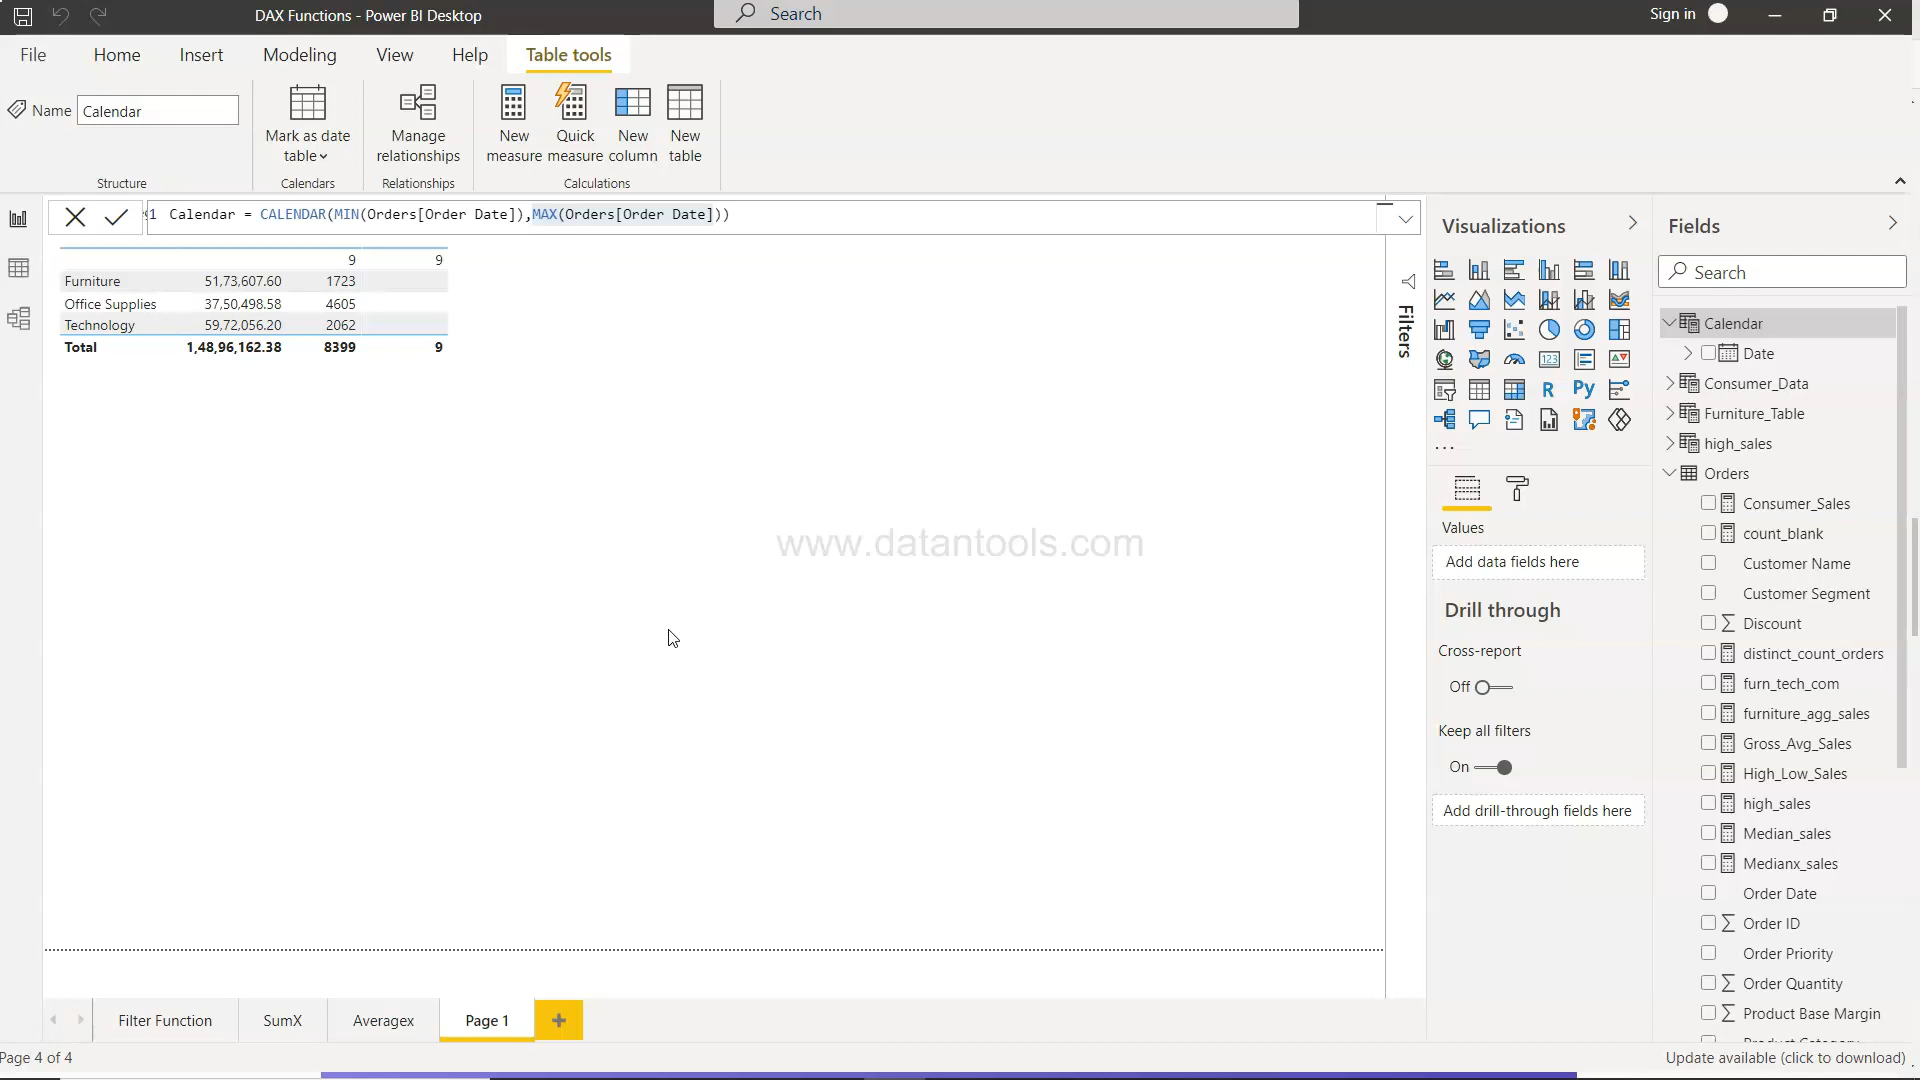 DAX Functions - Power BI Desktop
Search
Sign in
File
Home
Insert
Modeling
View
Help
Table tools
Name
Calendar
Mark as date
table
Manage
relationships
New
measure
Quick
measure
New
column
New
table
Structure
Calendars
Relationships
Calculations
1 Calendar = CALENDAR(MIN(Orders[Order Date]),MAX(Orders[Order Date]))
9 9
Furniture 51,73,607.60 1723
Office Supplies 37,50,498.58 4605
Technology 59,72,056.20 2062
Total 1,48,96,162.38 8399 9
www.datantools.com
Filters
Visualizations
123
R
Py
...
Values
Add data fields here
Drill through
Cross-report
Off
Keep all filters
On
Add drill-through fields here
Fields
Search
Calendar
Date
Consumer_Data
Furniture_Table
high_sales
Orders
Consumer_Sales
count_blank
Customer Name
Customer Segment
Discount
distinct_count_orders
furn_tech_com
furniture_agg_sales
Gross_Avg_Sales
High_Low_Sales
high_sales
Median_sales
Medianx_sales
Order Date
Order ID
Order Priority
Order Quantity
Product Base Margin
Filter Function
SumX
Averagex
Page 1
Page 4 of 4
Update available (click to download)